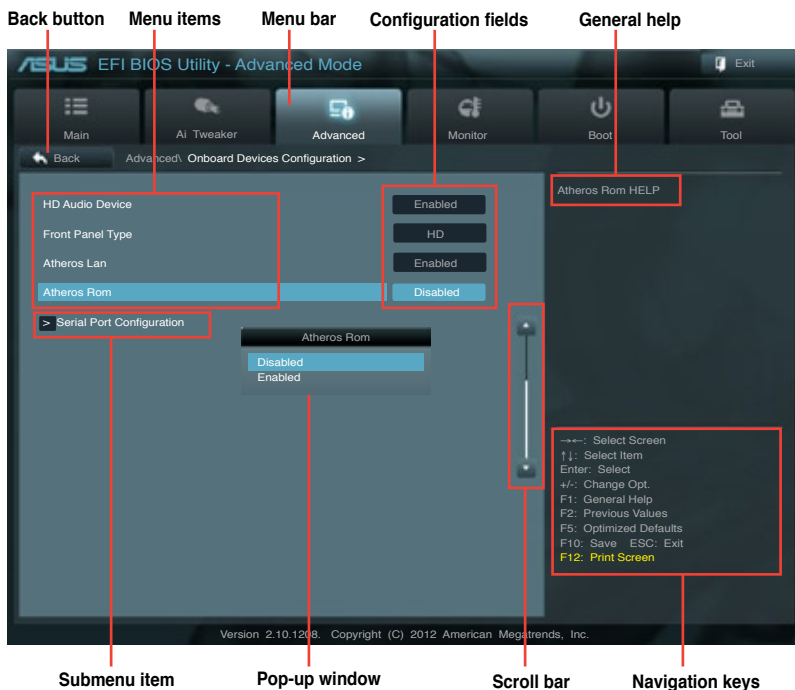 Back button Menu items Menu bar Configuration fields General help
ASUS EFI BIOS Utility - Advanced Mode Exit
Main Ai Tweaker Advanced Monitor Boot Tool
Back Advanced\ Onboard Devices Configuration >
HD Audio Device Enabled
Front Panel Type HD
Atheros Lan Enabled
Atheros Rom Disabled
> Serial Port Configuration
Atheros Rom
Disabled
Enabled
Atheros Rom HELP
→←: Select Screen
↑↓: Select Item
Enter: Select
+/-: Change Opt.
F1: General Help
F2: Previous Values
F5: Optimized Defaults
F10: Save ESC: Exit
F12: Print Screen
Version 2.10.1208. Copyright (C) 2012 American Megatrends, Inc.
Submenu item Pop-up window Scroll bar Navigation keys